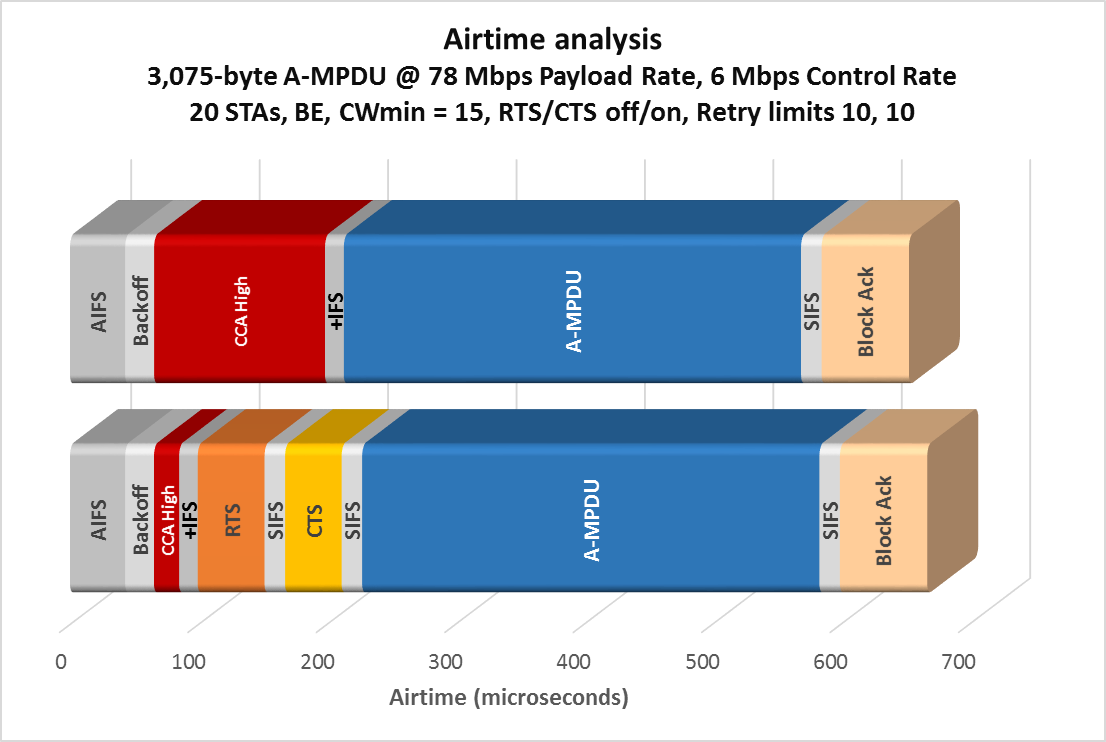 Airtime analysis
3,075-byte A-MPDU @ 78 Mbps Payload Rate, 6 Mbps Control Rate
20 STAs, BE, CWmin = 15, RTS/CTS off/on, Retry limits 10, 10
AIFS
Backoff
CCA High
+IFS
A-MPDU
SIFS
Block Ack
AIFS
Backoff
CCA High
+IFS
RTS
SIFS
CTS
SIFS
A-MPDU
SIFS
Block Ack
0 100 200 300 400 500 600 700
Airtime (microseconds)